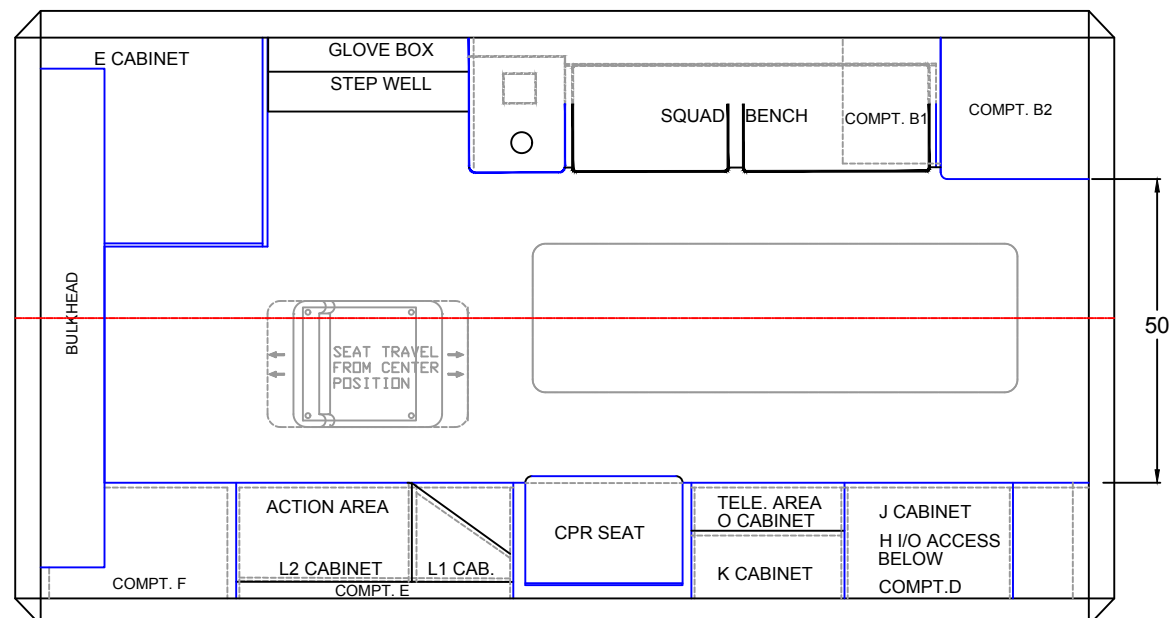 E CABINET
GLOVE BOX
STEP WELL
SQUAD BENCH
COMPT. B1
COMPT. B2
BULKHEAD
50
SEAT TRAVEL
FROM CENTER
POSITION
ACTION AREA
L2 CABINET
L1 CAB.
COMPT. F
COMPT. E
CPR SEAT
TELE. AREA
O CABINET
K CABINET
J CABINET
H I/O ACCESS
BELOW
COMPT.D